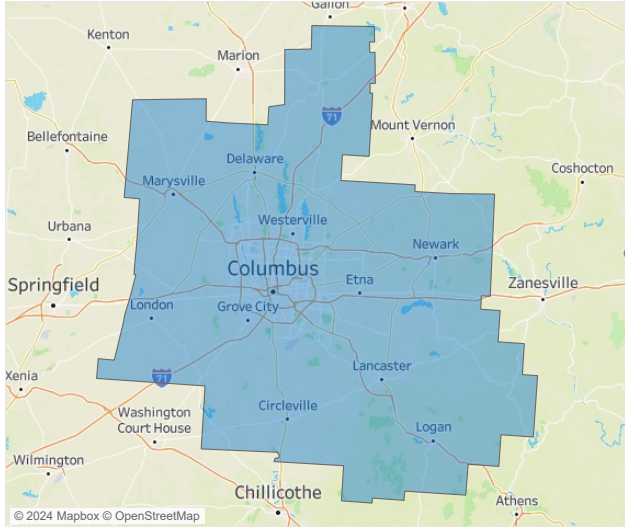 Galion
Kenton
Marion
Mount Vernon
71
Bellefontaine
Delaware
Coshocton
Marysville
Urbana
Westerville
Newark
Columbus
Springfield
Etna
Zanesville
London
Grove City
Lancaster
Xenia
71
Circleville
Washington
Court House
Logan
Wilmington
Chillicothe
Athens
© 2024 Mapbox © OpenStreetMap